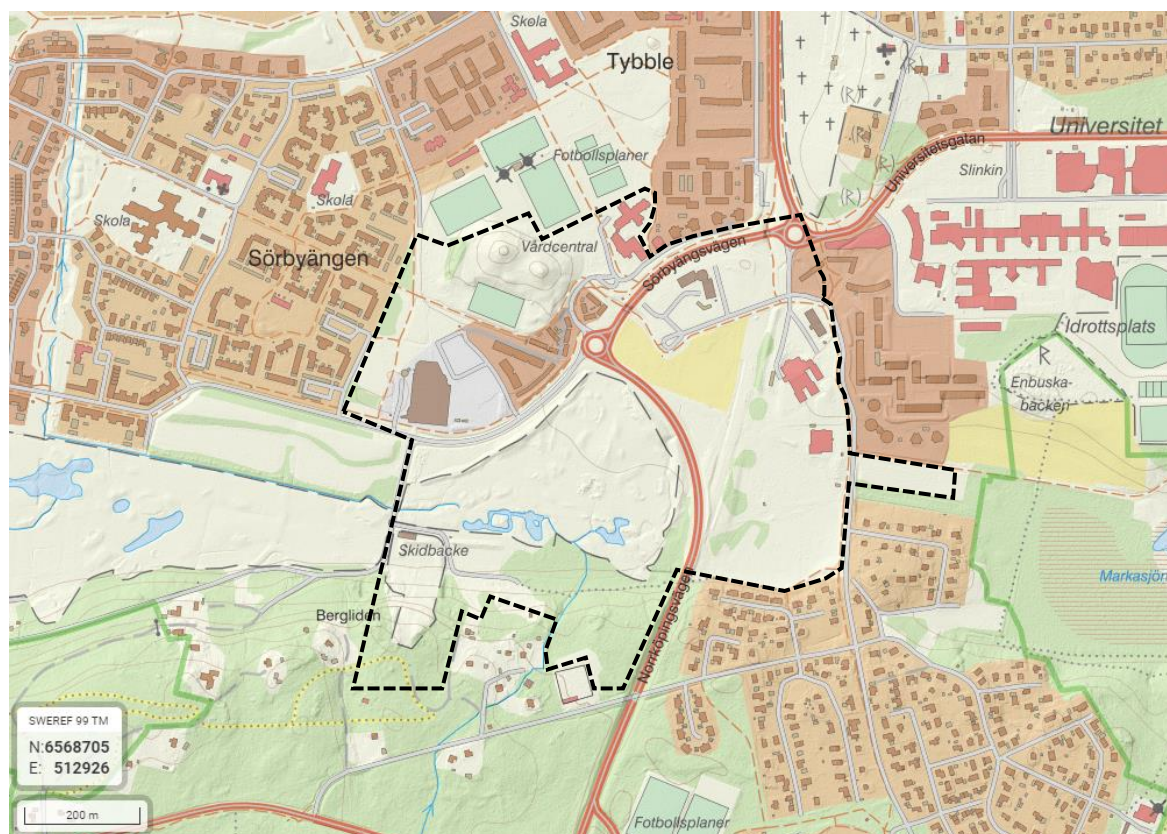 Skola
Tybble
(R)
Universitet
Universitetsgatan
Fotbollsplaner
Slinkin
(R)
(R)
Skola
Skola
(R)
Sörbyängen
Vårdcentral
Sörbyängsvägen
Idrottsplats
R
Enbuska-
backen
Skidbacke
Markasjön
Bergliden
Norrköpingsvägen
SWEREF 99 TM
N:6568705
E: 512926
200 m
Fotbollsplaner